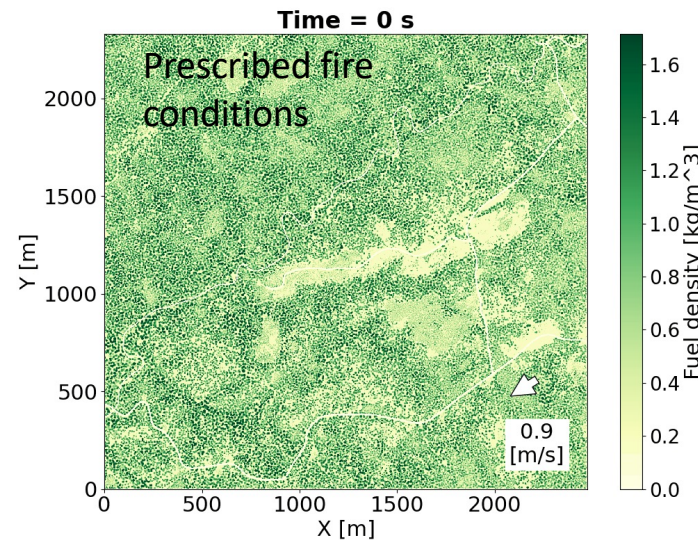 Time = 0 s
Prescribed fire
conditions
2000
1500
1000
500
0
Y [m]
0 500 1000 1500 2000
X [m]
0.9
[m/s]
1.6
1.4
1.2
1.0
0.8
0.6
0.4
0.2
0.0
Fuel density [kg/m^3]